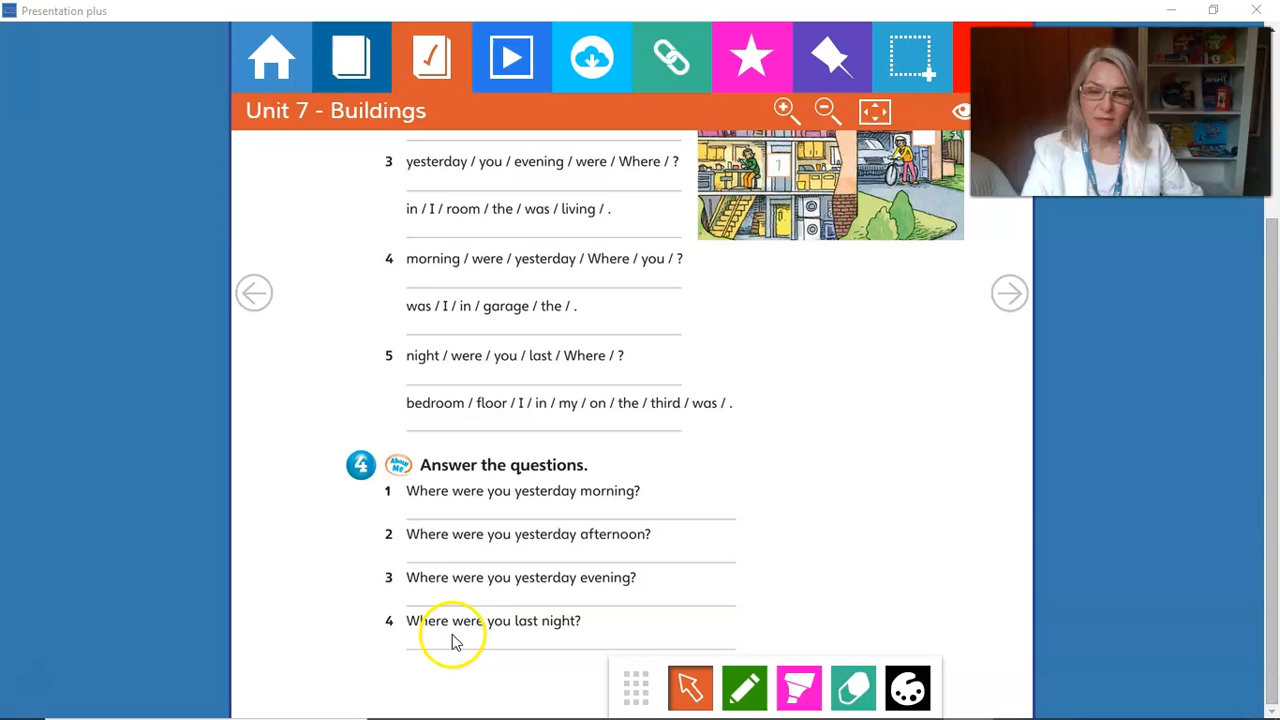 Presentation plus
Unit 7 - Buildings
3 yesterday / you / evening / were / Where / ?
in / I / room / the / was / living / .
4 morning / were / yesterday / Where / you / ?
was / I / in / garage / the / .
5 night / were / you / last / Where / ?
bedroom / floor / I / in / my / on / the / third / was / .
1
4 About Me Answer the questions.
1 Where were you yesterday morning?
2 Where were you yesterday afternoon?
3 Where were you yesterday evening?
4 Where were you last night?